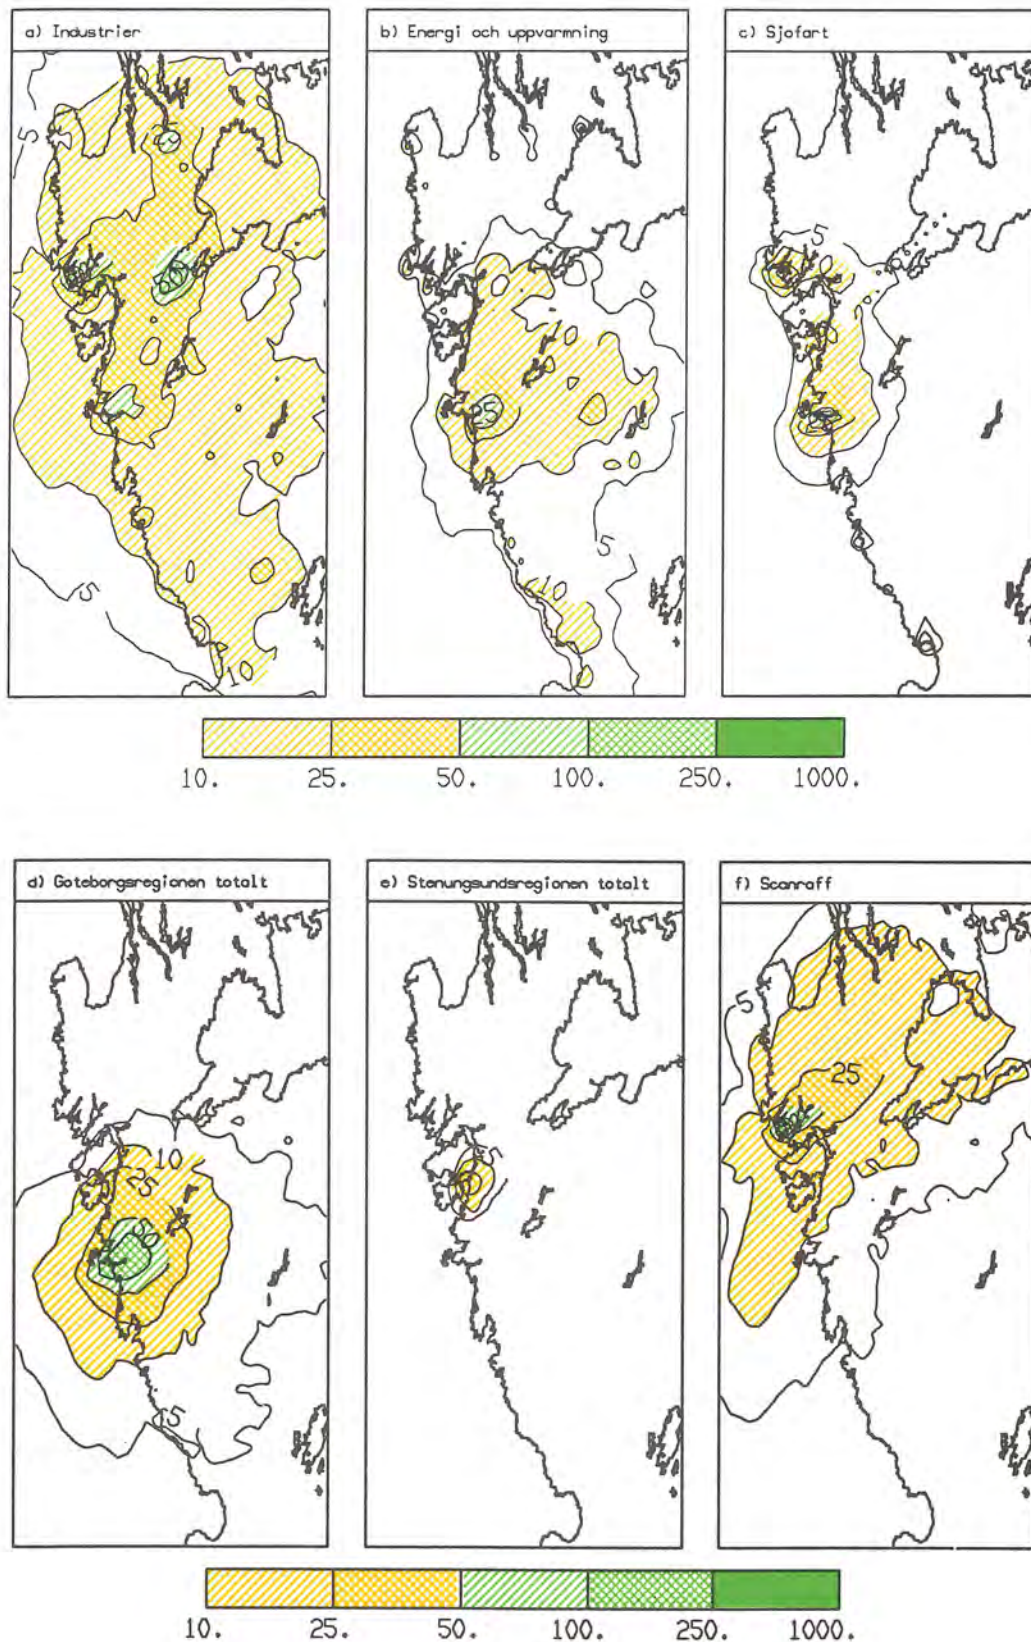 a) Industrier
b) Energi och uppvarmning
c) Sjofart
5
5
10
25
5
10
5
10. 25. 50. 100. 250. 1000.
d) Goteborgsregionen totalt
e) Stenungsundsregionen totalt
f) Scanraff
5
25
10
25
5
10. 25. 50. 100. 250. 1000.